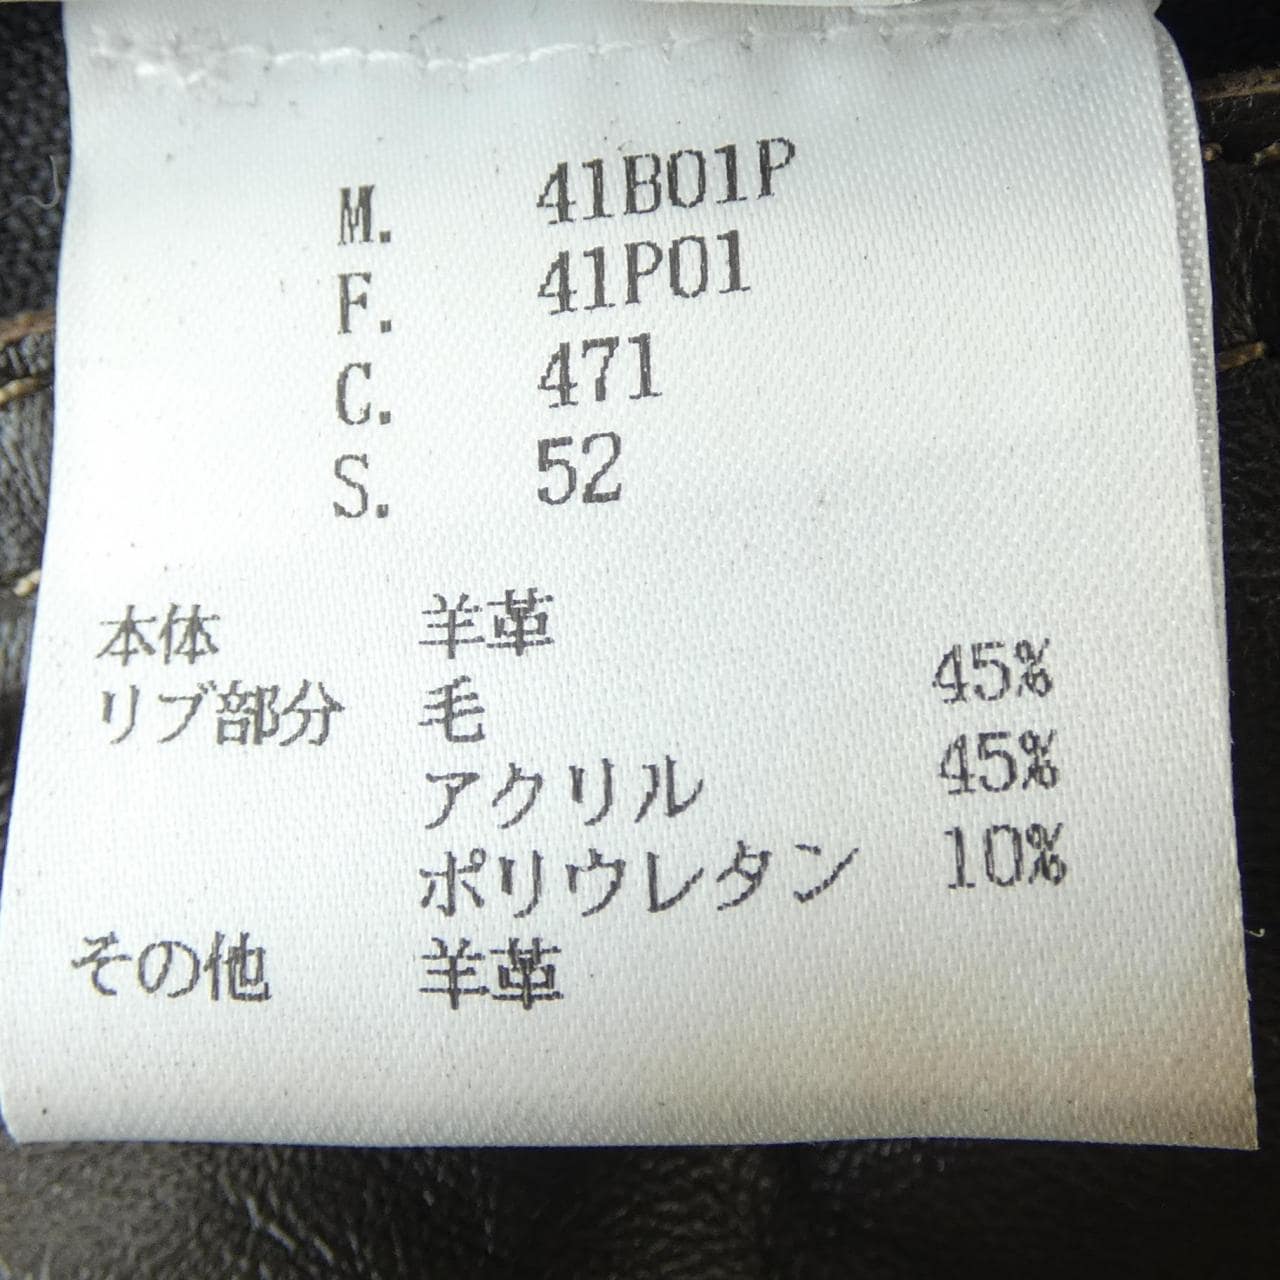 M. 41B01P
F. 41P01
C. 471
S. 52
本体 羊革
リブ部分 毛 45%
アクリル 45%
ポリウレタン 10%
その他 羊革